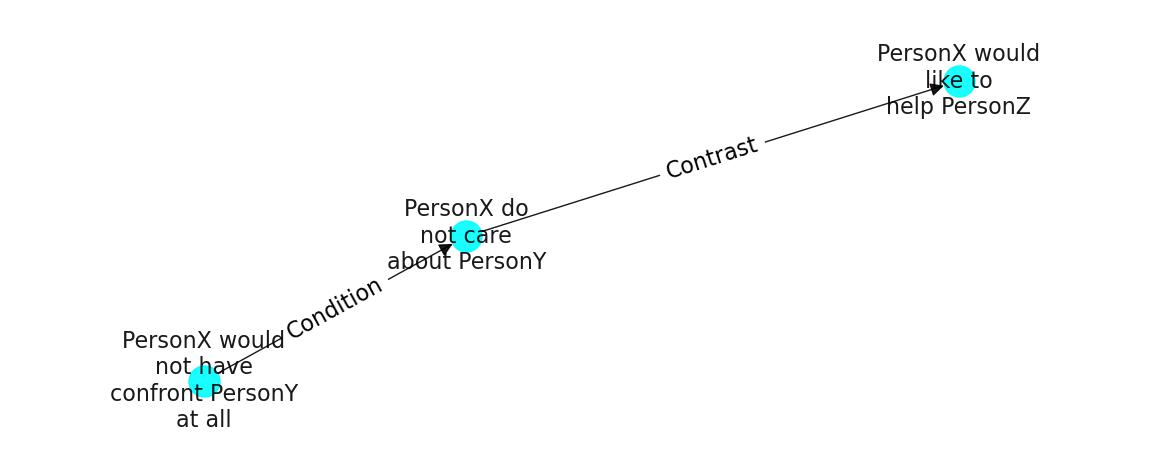 PersonX would
like to
help PersonZ
Contrast
PersonX do
not care
about PersonY
Condition
PersonX would
not have
confront PersonY
at all